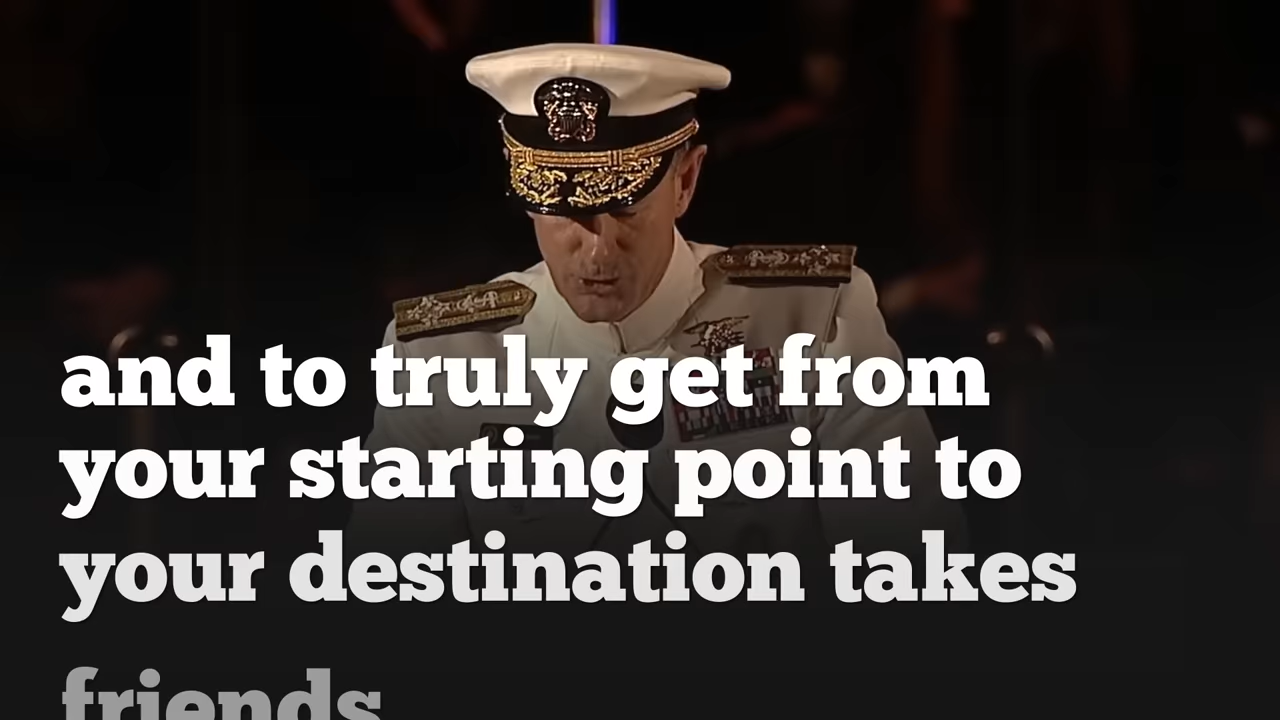 and to truly get from
your starting point to
your destination takes
friends